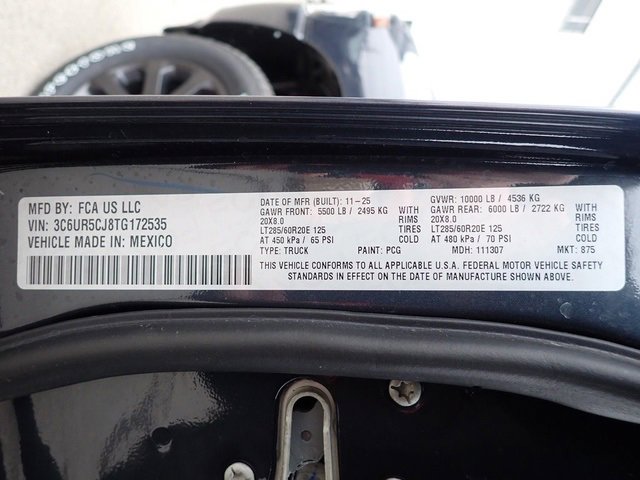 MFD BY: FCA US LLC
VIN: 3C6UR5CJ8TG172535
VEHICLE MADE IN: MEXICO
DATE OF MFR (BUILT): 11-25
GAWR FRONT: 5500 LB / 2495 KG WITH
20X8.0 RIMS
LT285/60R20E 125 TIRES
AT 450 kPa / 65 PSI COLD
TYPE: TRUCK PAINT: PCG
GVWR: 10000 LB / 4536 KG
GAWR REAR: 6000 LB / 2722 KG WITH
20X8.0 RIMS
LT285/60R20E 125 TIRES
AT 480 kPa / 70 PSI COLD
MDH: 111307 MKT: 875
THIS VEHICLE CONFORMS TO ALL APPLICABLE U.S.A. FEDERAL MOTOR VEHICLE SAFETY
STANDARDS IN EFFECT ON THE DATE OF MANUFACTURE SHOWN ABOVE.